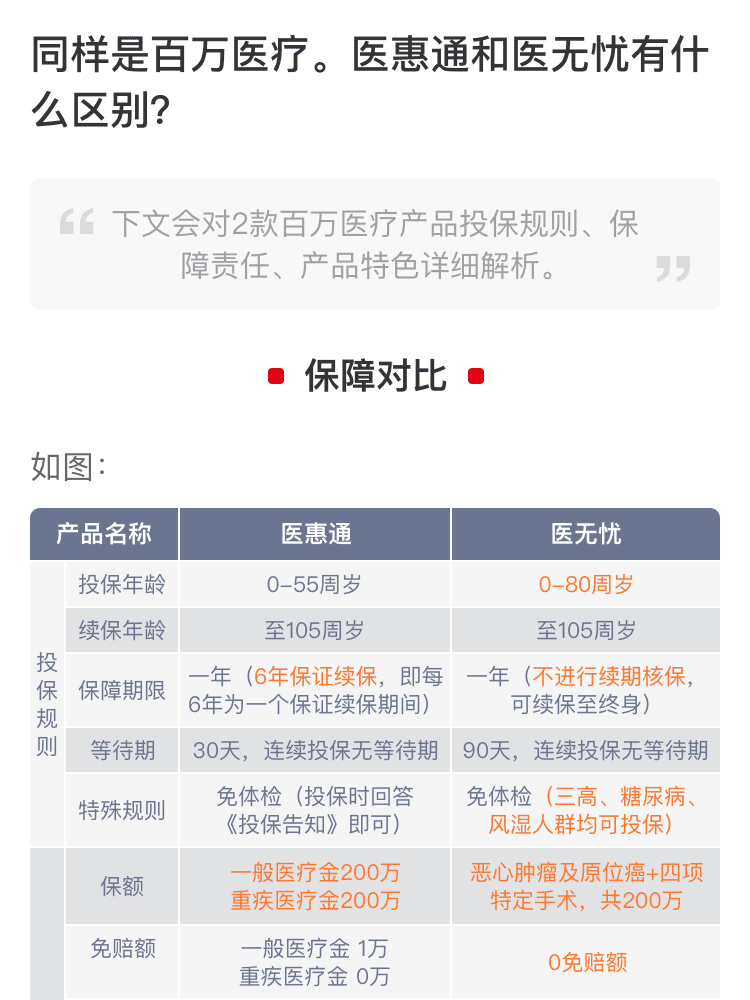 同样是百万医疗。医惠通和医无忧有什
么区别?
“ 下文会对2款百万医疗产品投保规则、保
障责任、产品特色详细解析。 ”
保障对比
如图：
产品名称 医惠通 医无忧
投保规则
投保年龄 0-55周岁 0-80周岁
续保年龄 至105周岁 至105周岁
保障期限
一年（6年保证续保，即每
6年为一个保证续保期间）
一年（不进行续期核保，
可续保至终身）
等待期 30天，连续投保无等待期 90天，连续投保无等待期
特殊规则
免体检（投保时回答
《投保告知》即可）
免体检（三高、糖尿病、
风湿人群均可投保）
保额
一般医疗金200万
重疾医疗金200万
恶心肿瘤及原位癌+四项
特定手术，共200万
免赔额
一般医疗金 1万
重疾医疗金 0万
0免赔额